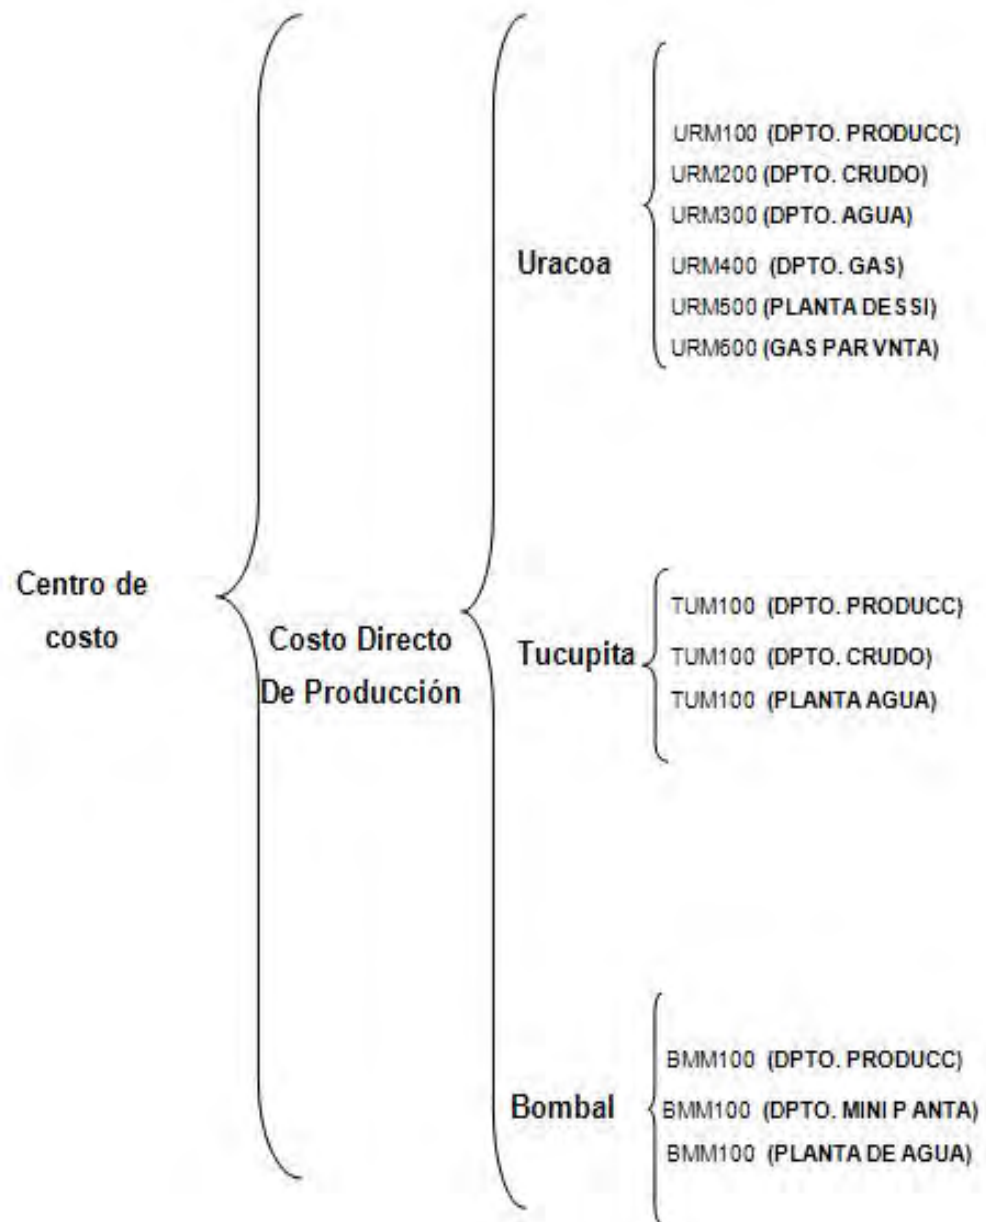 Centro de
costo
Costo Directo
De Producción
Uracoa
URM100 (DPTO. PRODUCC)
URM200 (DPTO. CRUDO)
URM300 (DPTO. AGUA)
URM400 (DPTO. GAS)
URM500 (PLANTA DESSI)
URM600 (GAS PAR VNTA)
Tucupita
TUM100 (DPTO. PRODUCC)
TUM100 (DPTO. CRUDO)
TUM100 (PLANTA AGUA)
Bombal
BMM100 (DPTO. PRODUCC)
BMM100 (DPTO. MINI P ANTA)
BMM100 (PLANTA DE AGUA)